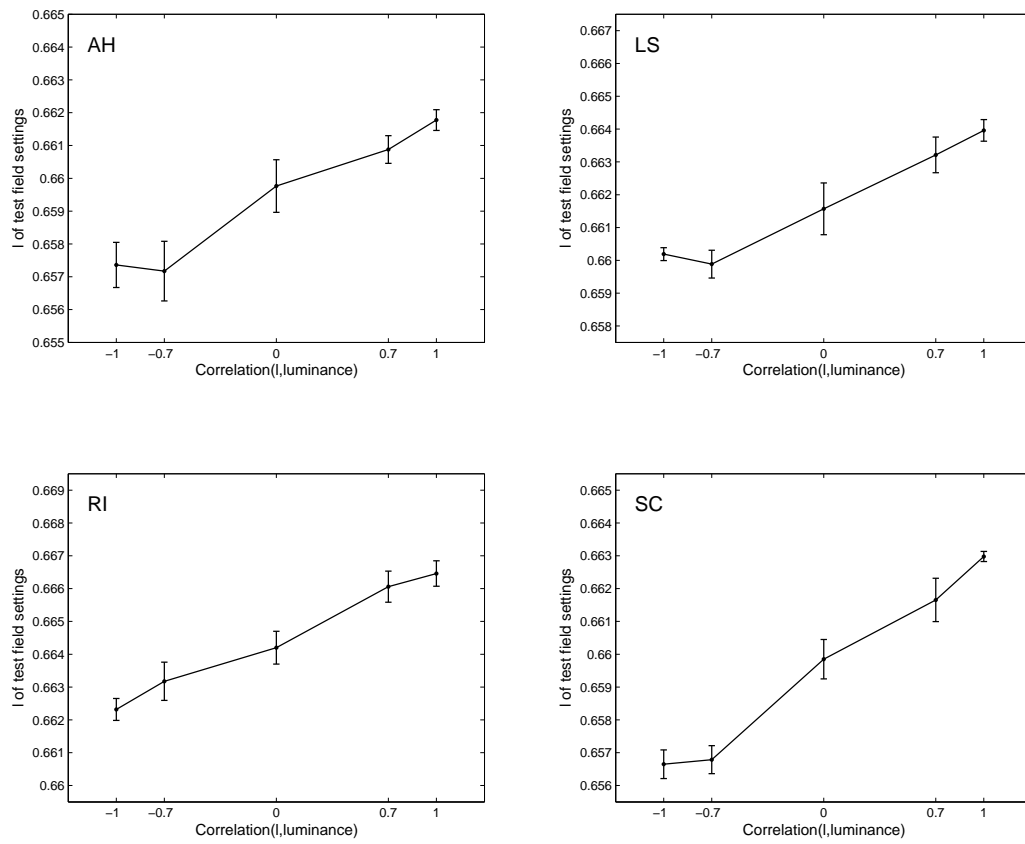 AH
l of test field settings
0.665
0.664
0.663
0.662
0.661
0.66
0.659
0.658
0.657
0.656
0.655
−1 −0.7 0 0.7 1
Correlation(l,luminance)
LS
l of test field settings
0.667
0.666
0.665
0.664
0.663
0.662
0.661
0.66
0.659
0.658
−1 −0.7 0 0.7 1
Correlation(l,luminance)
RI
l of test field settings
0.669
0.668
0.667
0.666
0.665
0.664
0.663
0.662
0.661
0.66
−1 −0.7 0 0.7 1
Correlation(l,luminance)
SC
l of test field settings
0.665
0.664
0.663
0.662
0.661
0.66
0.659
0.658
0.657
0.656
−1 −0.7 0 0.7 1
Correlation(l,luminance)